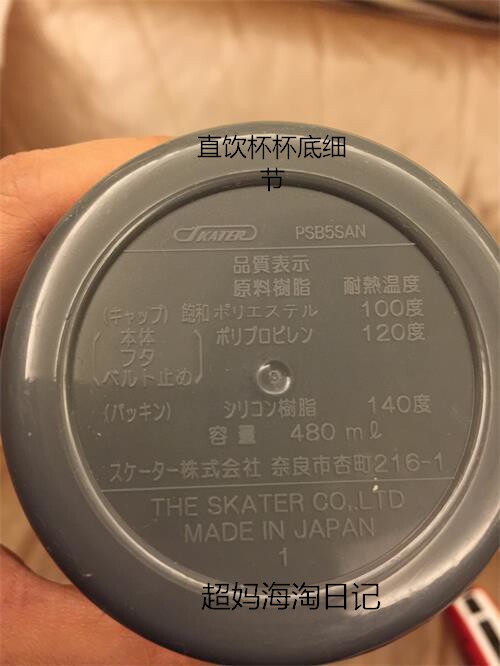 直饮杯杯底细
节
SKATER PSB5SAN
品質表示
原料樹脂 耐熱温度
(キャップ) 飽和ポリエステル 100度
本体 ポリプロピレン 120度
フタ
ベルト止め
(パッキン) シリコン樹脂 140度
容量 480 mℓ
スケーター株式会社 奈良市杏町216-1
THE SKATER CO,.LTD
MADE IN JAPAN
1
超妈海淘日记